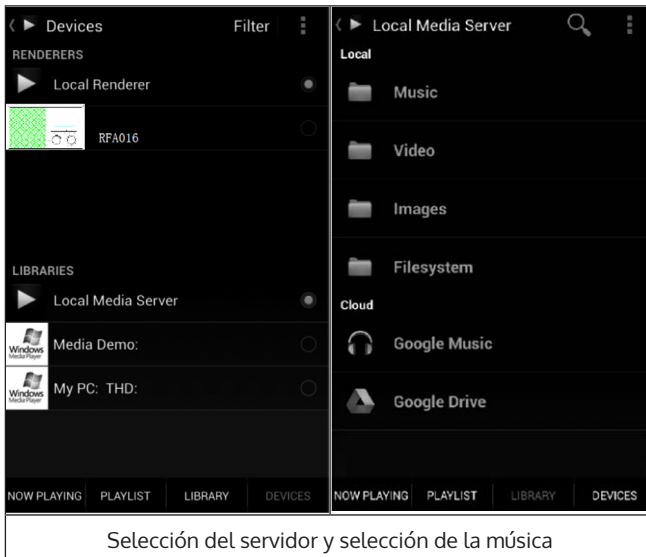 Devices
Filter
RENDERERS
Local Renderer
RFA016
LIBRARIES
Local Media Server
Windows
Media Player
Media Demo:
Windows
Media Player
My PC: THD:
NOW PLAYING PLAYLIST LIBRARY DEVICES
Local Media Server
Local
Music
Video
Images
Filesystem
Cloud
Google Music
Google Drive
NOW PLAYING PLAYLIST LIBRARY DEVICES
Selección del servidor y selección de la música